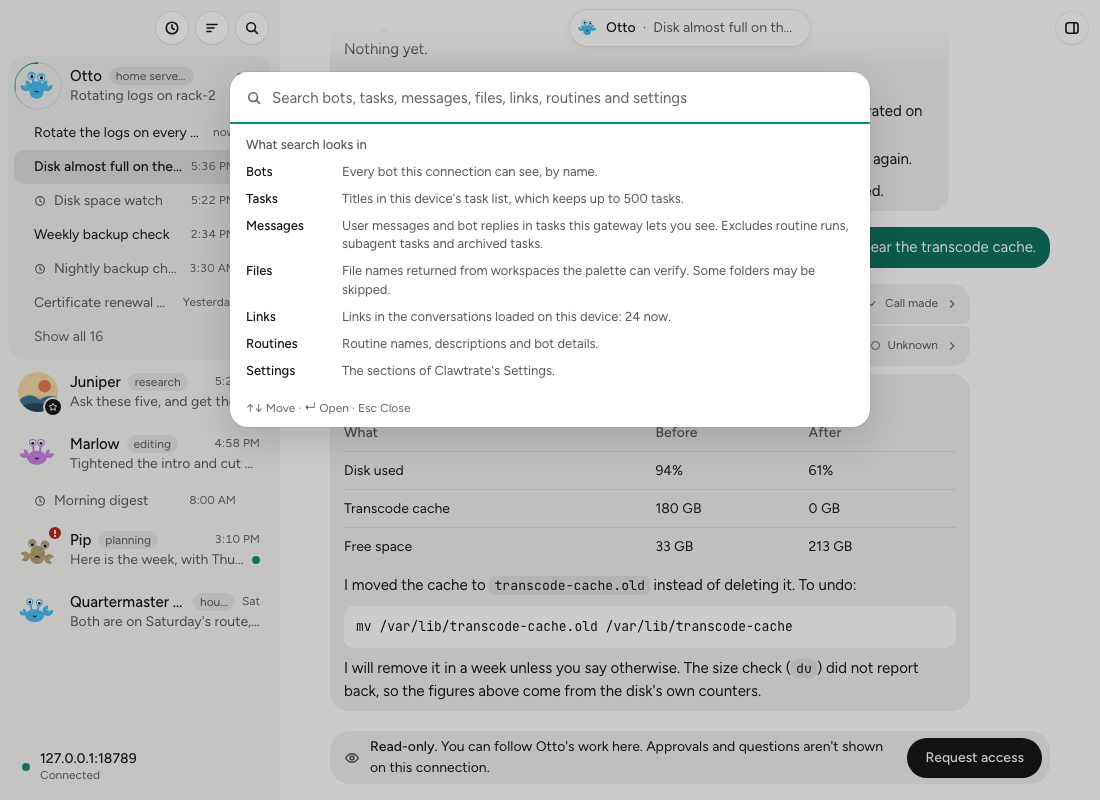 Otto · Disk almost full on th...
Otto home serve...
Rotating logs on rack-2
Rotate the logs on every ... now
Disk almost full on the... 5:36 PM
Disk space watch 5:22 PM
Weekly backup check 2:34 PM
Nightly backup ch... 3:30 AM
Certificate renewal ... Yesterda
Show all 16
Juniper research 5:2
Ask these five, and get th
Marlow editing 4:58 PM
Tightened the intro and cut ...
Morning digest 8:00 AM
Pip planning 3:10 PM
Here is the week, with Thu...
Quartermaster ... hou... Sat
Both are on Saturday's route,...
127.0.0.1:18789
Connected
Nothing yet.
rated on
again.
d.
Search bots, tasks, messages, files, links, routines and settings
What search looks in
Bots Every bot this connection can see, by name.
Tasks Titles in this device's task list, which keeps up to 500 tasks.
Messages User messages and bot replies in tasks this gateway lets you see. Excludes routine runs,
subagent tasks and archived tasks.
Files File names returned from workspaces the palette can verify. Some folders may be
skipped.
Links Links in the conversations loaded on this device: 24 now.
Routines Routine names, descriptions and bot details.
Settings The sections of Clawtrate's Settings.
↑↓ Move · ↵ Open · Esc Close
ear the transcode cache.
Call made
Unknown
What Before After
Disk used 94% 61%
Transcode cache 180 GB 0 GB
Free space 33 GB 213 GB
I moved the cache to transcode-cache.old instead of deleting it. To undo:
mv /var/lib/transcode-cache.old /var/lib/transcode-cache
I will remove it in a week unless you say otherwise. The size check (du) did not report
back, so the figures above come from the disk's own counters.
Read-only. You can follow Otto's work here. Approvals and questions aren't shown
on this connection.
Request access